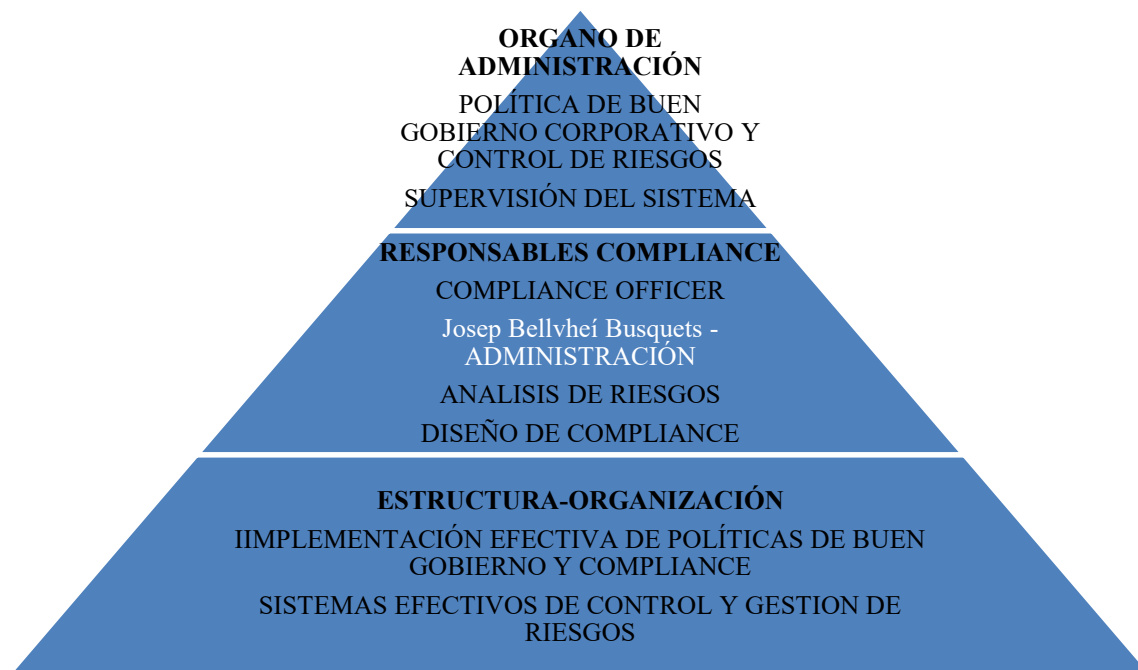 ORGANO DE
ADMINISTRACIÓN
POLÍTICA DE BUEN
GOBIERNO CORPORATIVO Y
CONTROL DE RIESGOS
SUPERVISIÓN DEL SISTEMA
RESPONSABLES COMPLIANCE
COMPLIANCE OFFICER
Josep Bellvheí Busquets -
ADMINISTRACIÓN
ANALISIS DE RIESGOS
DISEÑO DE COMPLIANCE
ESTRUCTURA-ORGANIZACIÓN
IIMPLEMENTACIÓN EFECTIVA DE POLÍTICAS DE BUEN
GOBIERNO Y COMPLIANCE
SISTEMAS EFECTIVOS DE CONTROL Y GESTION DE
RIESGOS